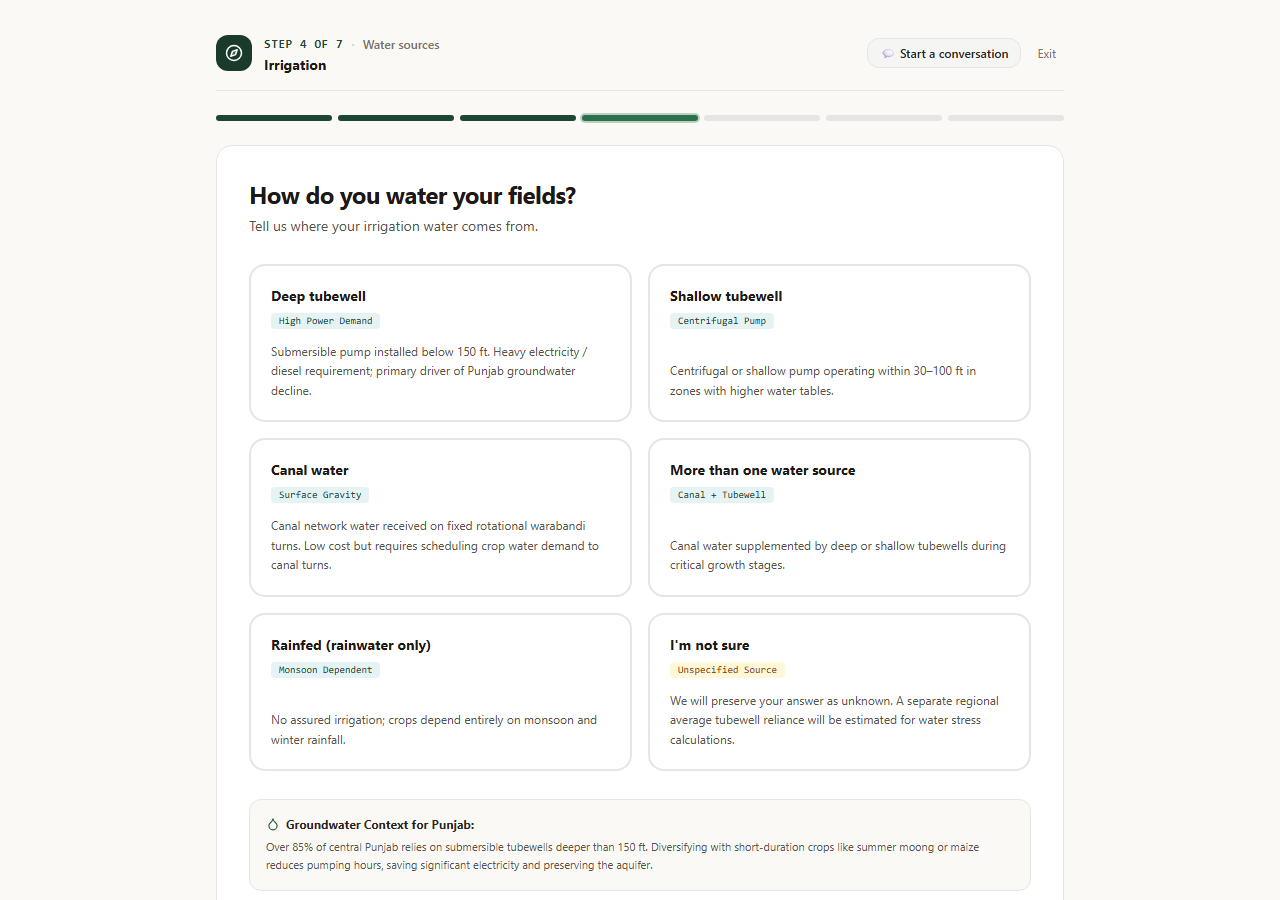 STEP 4 OF 7 · Water sources
Irrigation
Start a conversation
Exit
How do you water your fields?
Tell us where your irrigation water comes from.
Deep tubewell
High Power Demand
Submersible pump installed below 150 ft. Heavy electricity /
diesel requirement; primary driver of Punjab groundwater
decline.
Shallow tubewell
Centrifugal Pump
Centrifugal or shallow pump operating within 30–100 ft in
zones with higher water tables.
Canal water
Surface Gravity
Canal network water received on fixed rotational warabandi
turns. Low cost but requires scheduling crop water demand to
canal turns.
More than one water source
Canal + Tubewell
Canal water supplemented by deep or shallow tubewells during
critical growth stages.
Rainfed (rainwater only)
Monsoon Dependent
No assured irrigation; crops depend entirely on monsoon and
winter rainfall.
I'm not sure
Unspecified Source
We will preserve your answer as unknown. A separate regional
average tubewell reliance will be estimated for water stress
calculations.
Groundwater Context for Punjab:
Over 85% of central Punjab relies on submersible tubewells deeper than 150 ft. Diversifying with short-duration crops like summer moong or maize
reduces pumping hours, saving significant electricity and preserving the aquifer.